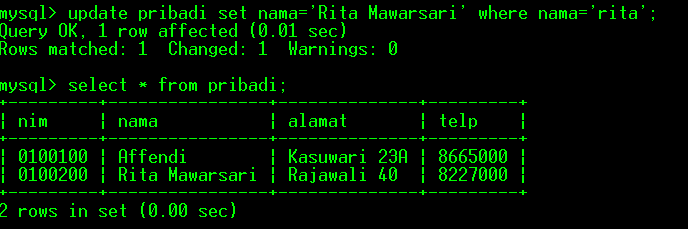 mysql> update pribadi set nama='Rita Mawarsari' where nama='rita';
Query OK, 1 row affected (0.01 sec)
Rows matched: 1  Changed: 1  Warnings: 0
mysql> select * from pribadi;
+---------+----------------+--------------+---------+
| nim     | nama           | alamat       | telp    |
+---------+----------------+--------------+---------+
| 0100100 | Affendi        | Kasuwari 23A | 8665000 |
| 0100200 | Rita Mawarsari | Rajawali 40  | 8227000 |
+---------+----------------+--------------+---------+
2 rows in set (0.00 sec)